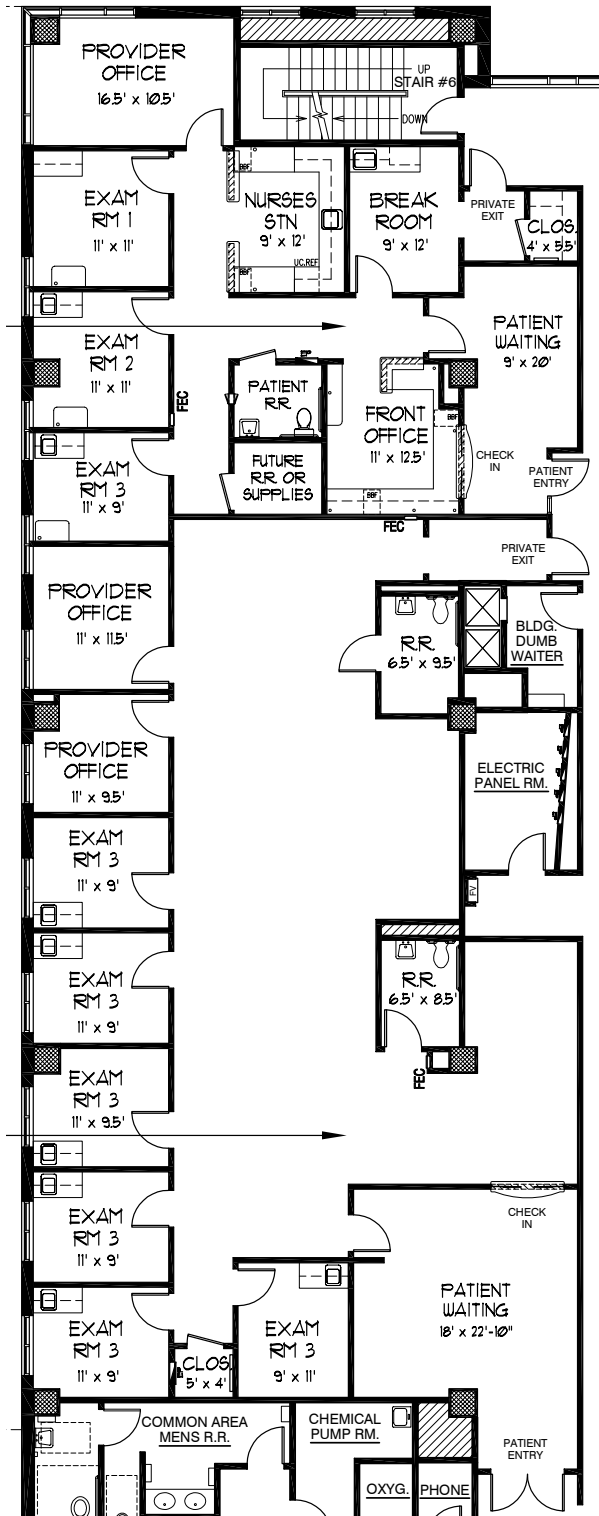 PROVIDER
OFFICE
16.5' x 10.5'
UP
STAIR #6
DOWN
EXAM
RM 1
11' x 11'
BBF
NURSES
STN
9' x 12'
UC.REF
BBF
BREAK
ROOM
9' x 12'
PRIVATE
EXIT
CLOS.
4' x 5.5'
EXAM
RM 2
11' x 11'
FEC
PATIENT
WAITING
9' x 20'
PATIENT
R.R.
FRONT
OFFICE
11' x 12.5'
BBF
BBF
CHECK
IN
PATIENT
ENTRY
EXAM
RM 3
11' x 9'
FUTURE
R.R. OR
SUPPLIES
FEC
PRIVATE
EXIT
PROVIDER
OFFICE
11' x 11.5'
R.R.
6.5' x 9.5'
BLDG.
DUMB
WAITER
PROVIDER
OFFICE
11' x 9.5'
ELECTRIC
PANEL RM.
FV
EXAM
RM 3
11' x 9'
EXAM
RM 3
11' x 9'
R.R.
6.5' x 8.5'
FEC
EXAM
RM 3
11' x 9.5'
EXAM
RM 3
11' x 9'
CHECK
IN
EXAM
RM 3
11' x 9'
CLOS.
5' x 4'
EXAM
RM 3
9' x 11'
PATIENT
WAITING
18' x 22'-10"
COMMON AREA
MENS R.R.
CHEMICAL
PUMP RM.
PATIENT
ENTRY
OXYG.
PHONE